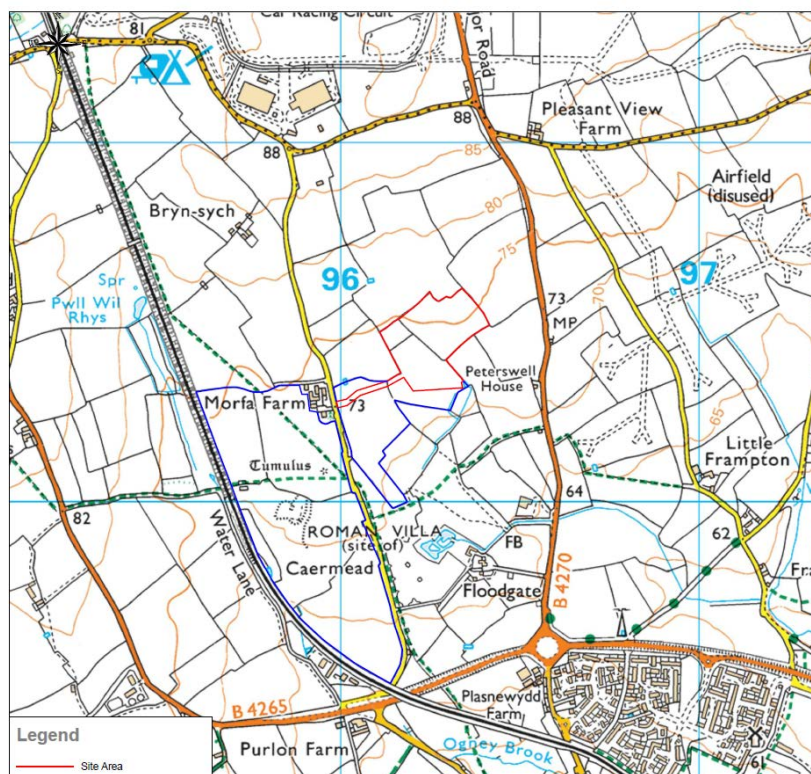 Car Racing Circuit
81
jor Road
88
Pleasant View
Farm
88
85
Airfield
(disused)
Bryn-sych
80
75
96
97
Spr
Pwll Wil
Rhys
73
MP
70
Peterswell
House
Morfa Farm
73
65
Tumulus
Little
Frampton
82
64
ROMAN VILLA
(site of)
FB
62
Water Lane
Caermead
Fra
Floodgate
B 4270
B 4265
Plasnewydd
Farm
Purlon Farm
Ogney Brook
61
Legend
Site Area